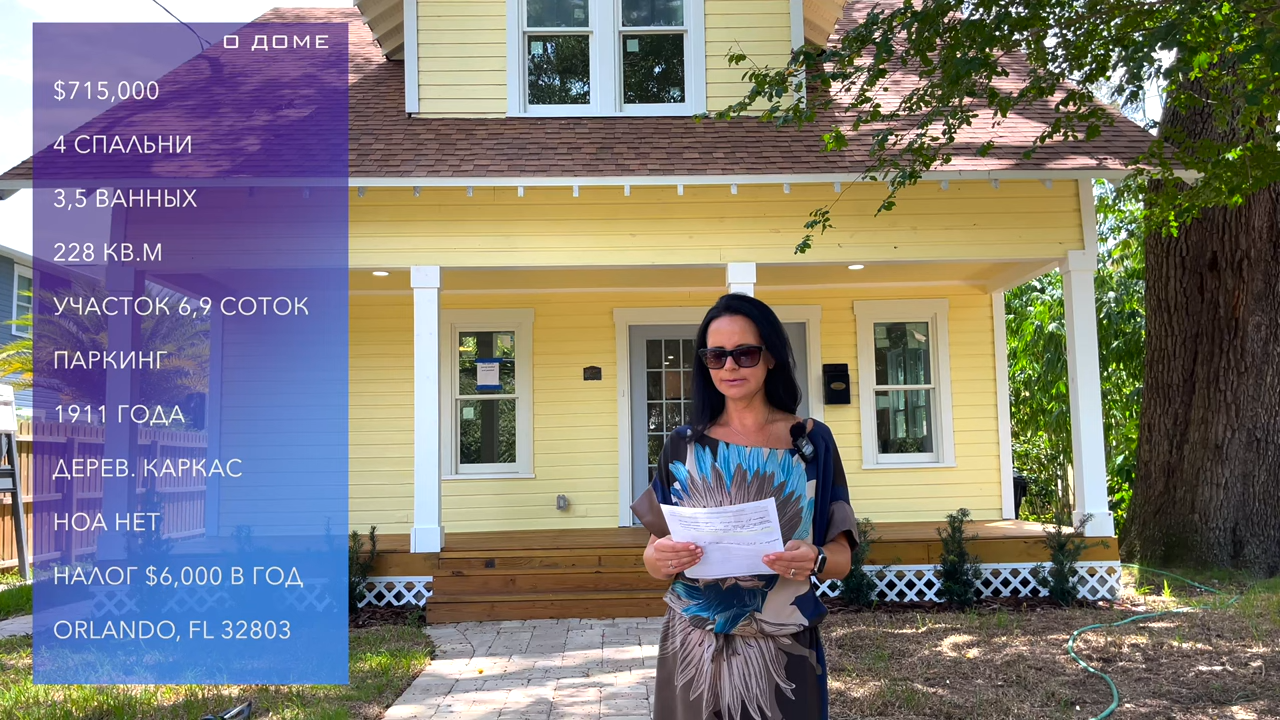 О ДОМЕ
$715,000
4 СПАЛЬНИ
3,5 ВАННЫХ
228 КВ.М
УЧАСТОК 6,9 СОТОК
ПАРКИНГ
1911 ГОДА
ДЕРЕВ. КАРКАС
HOA НЕТ
НАЛОГ $6,000 В ГОД
ORLANDO, FL 32803